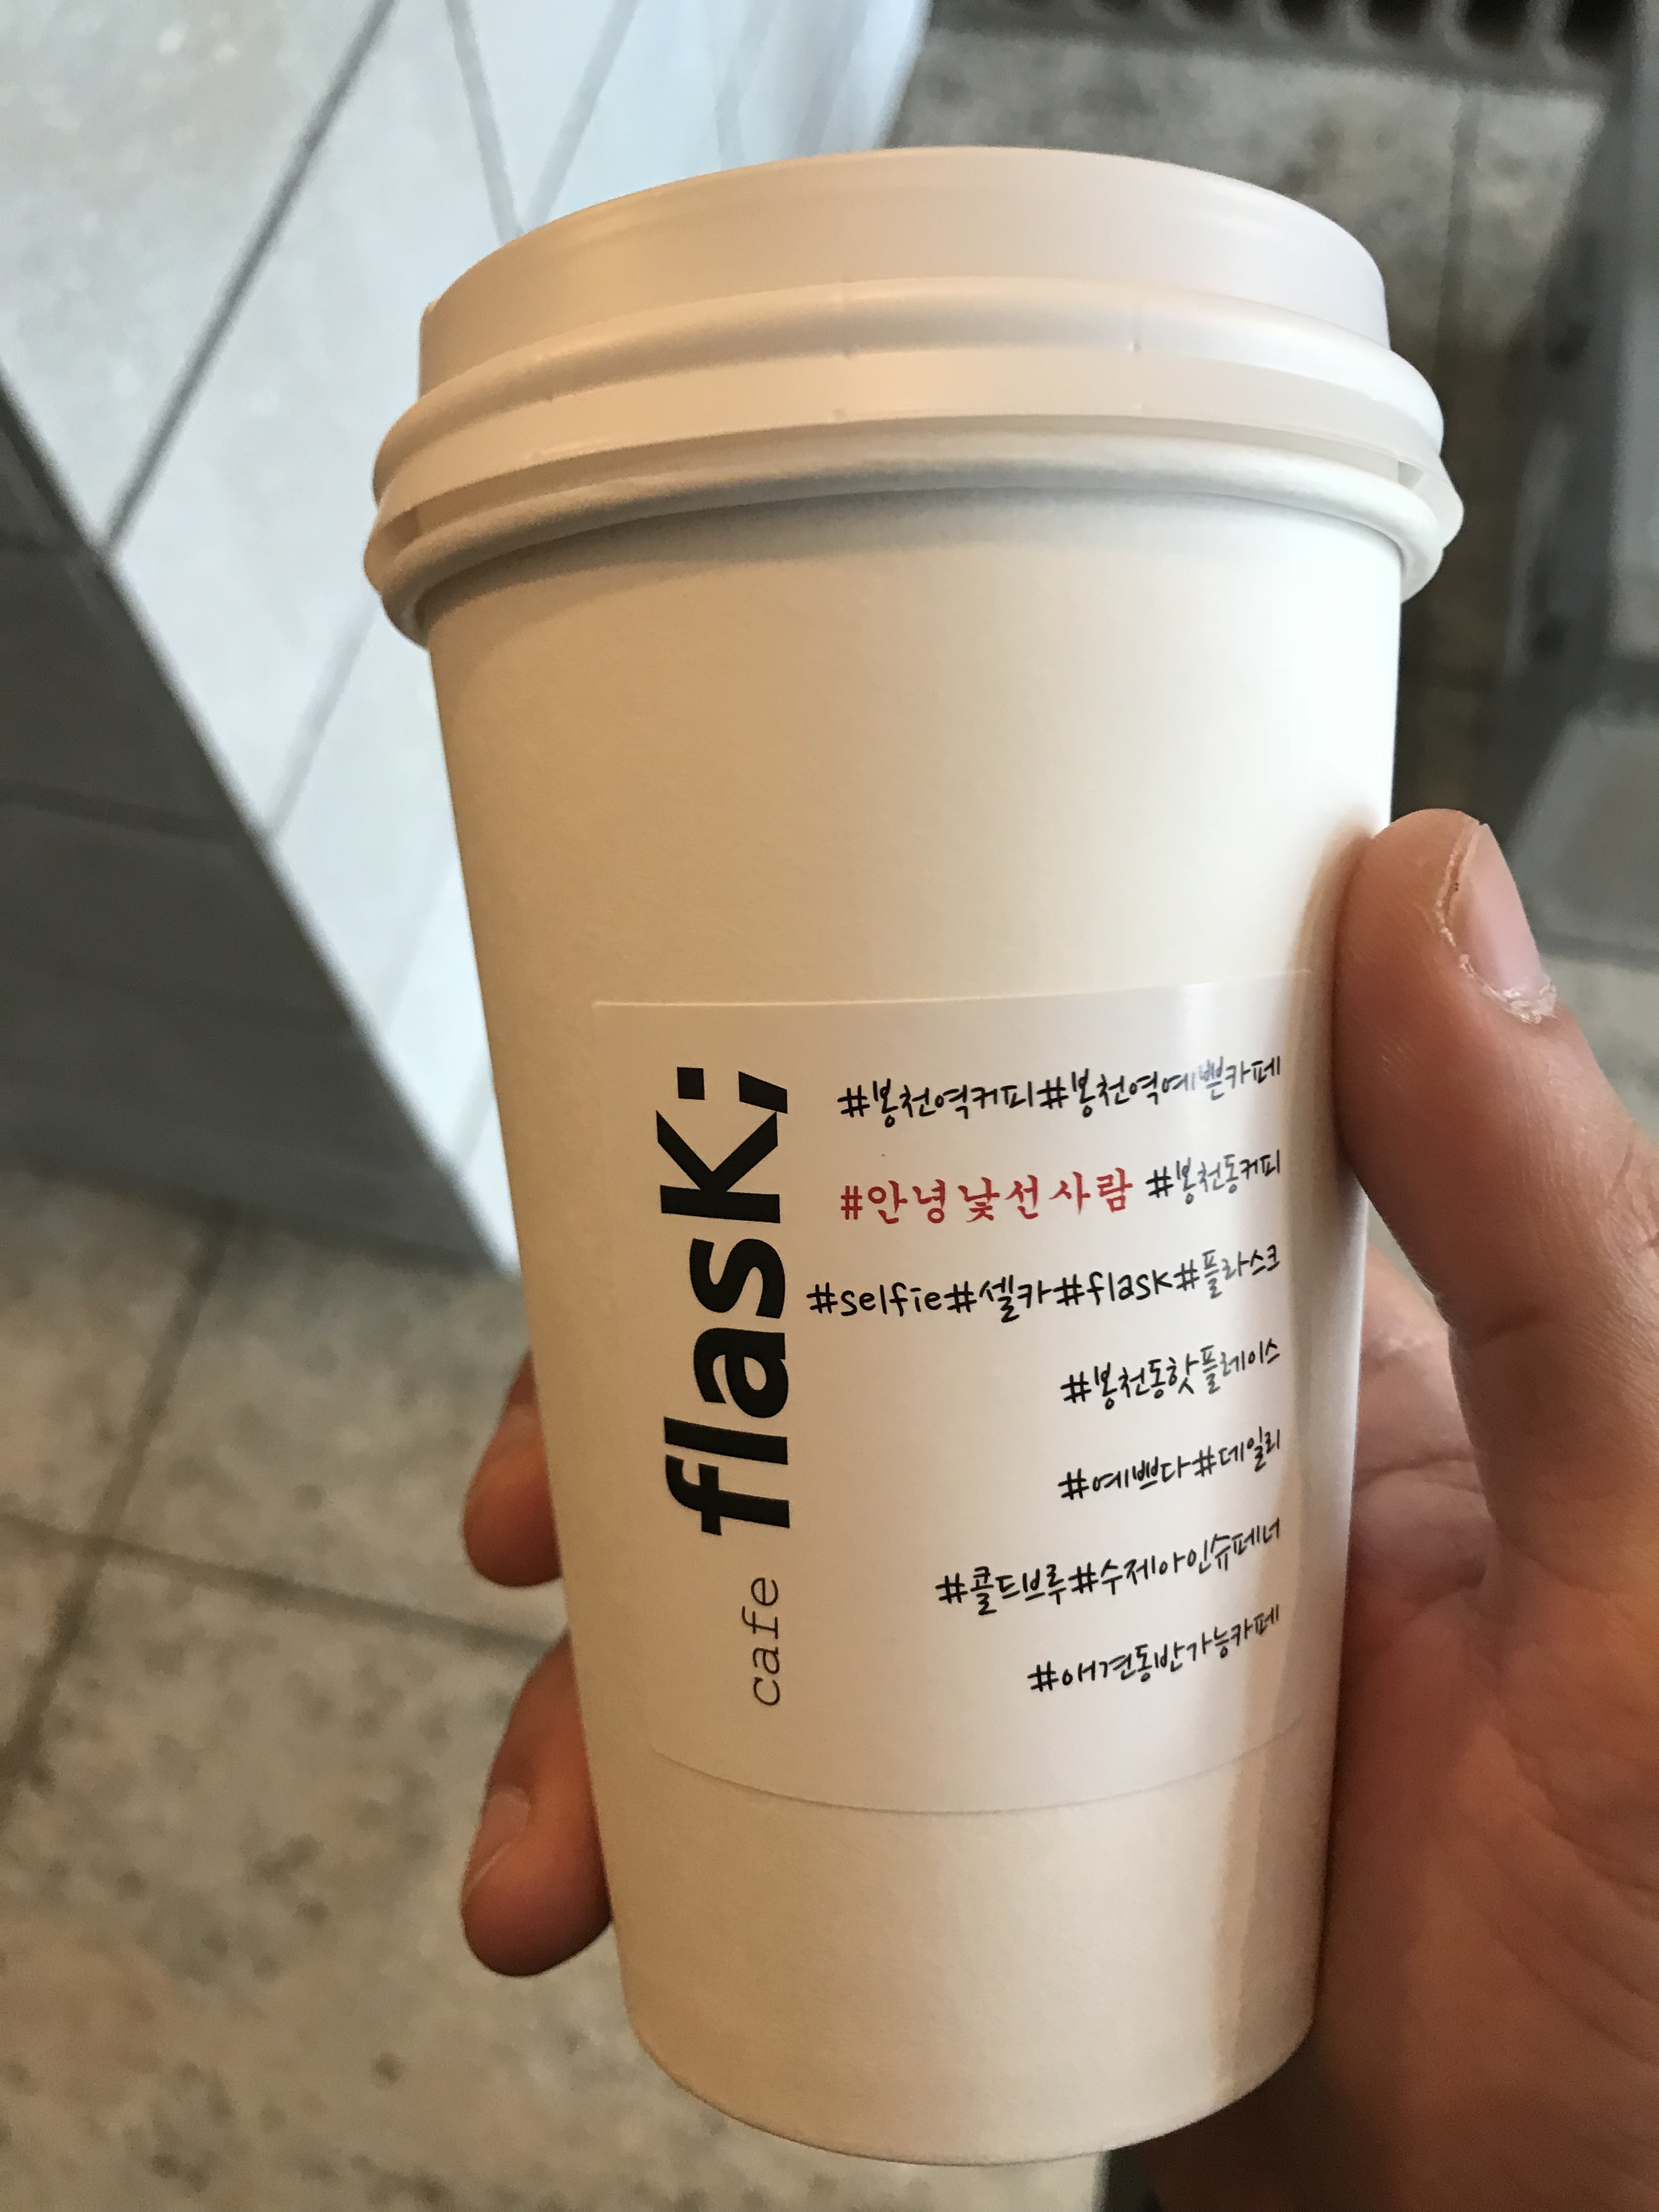 cafe flask;
#봉천역커피#봉천역예쁜카페
#안녕낯선사람 #봉천동커피
#selfie#셀카#flask#플라스크
#봉천동핫플레이스
#예쁘다#데일리
#콜드브루#수제아인슈페너
#애견동반가능카페